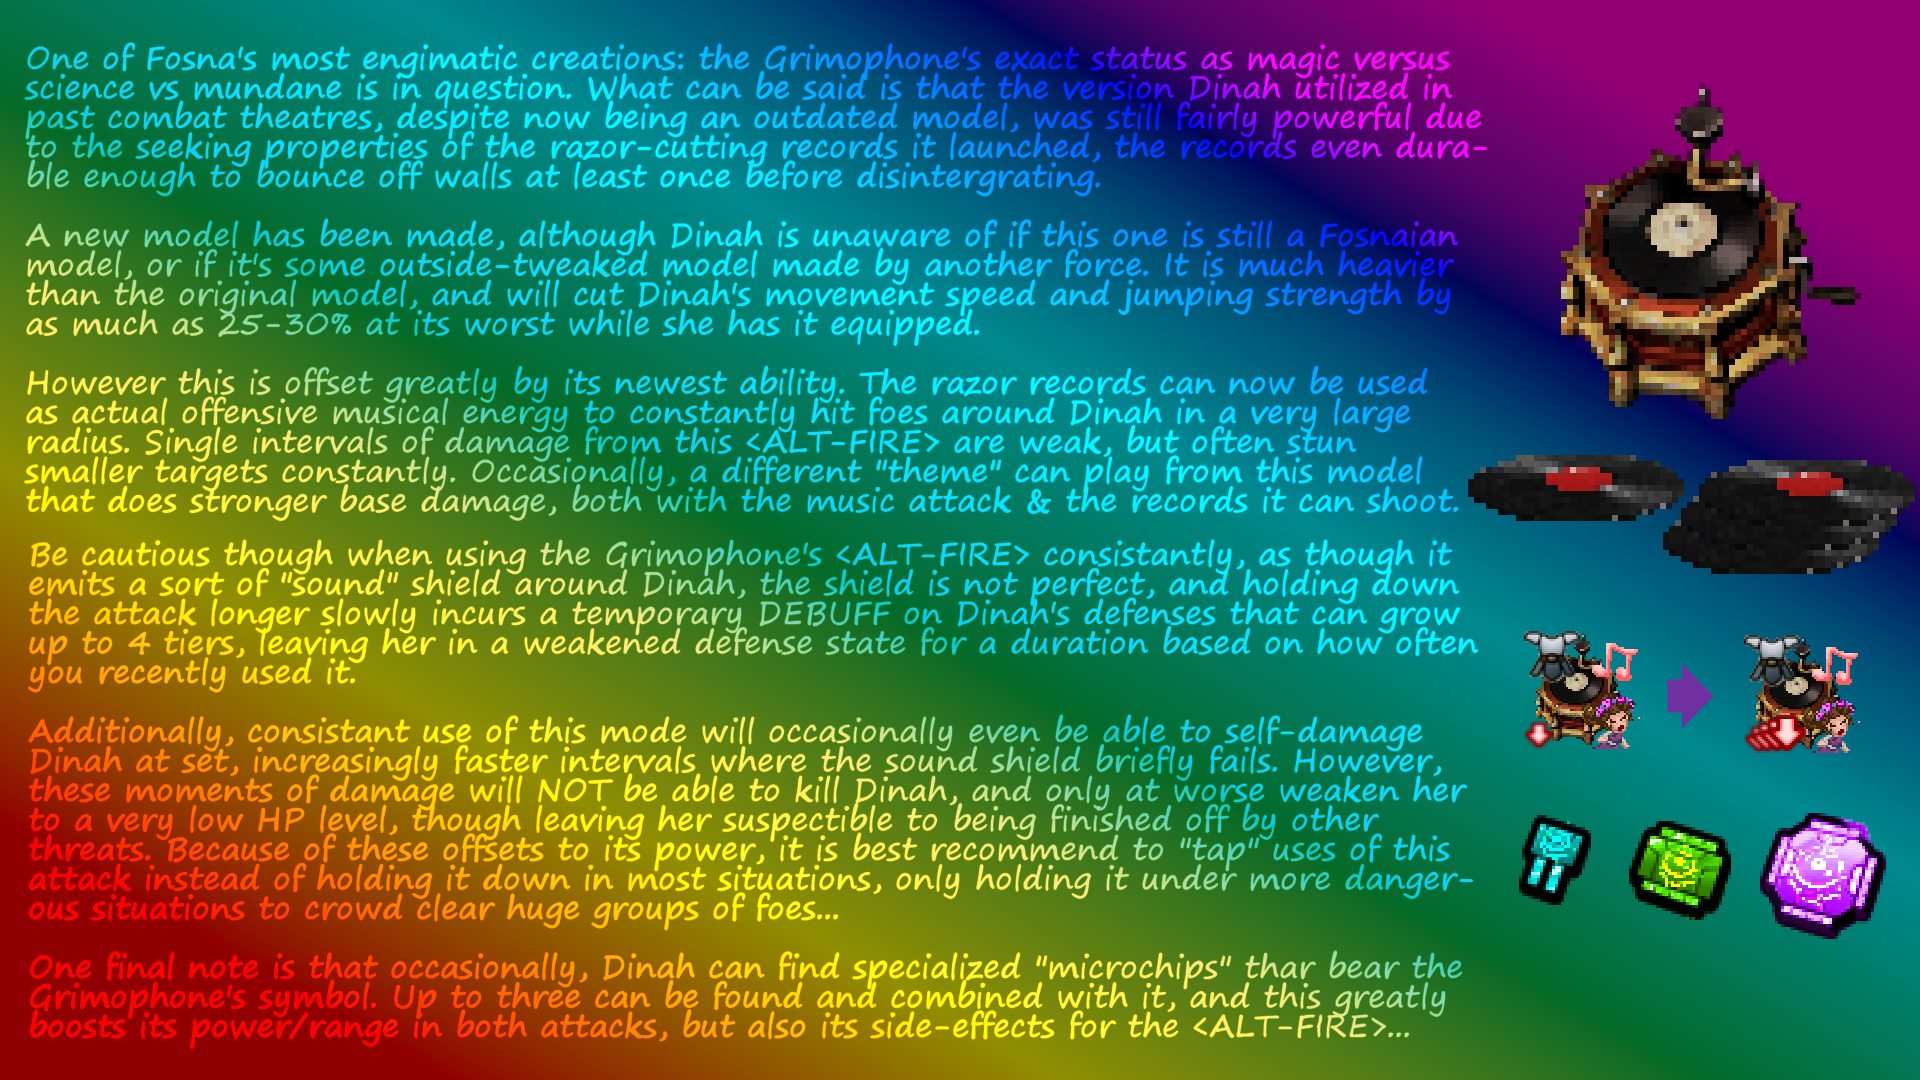 One of Fosna's most engimatic creations: the Grimophone's exact status as magic versus
science vs mundane is in question. What can be said is that the version Dinah utilized in
past combat theatres, despite now being an outdated model, was still fairly powerful due
to the seeking properties of the razor-cutting records it launched, the records even dura-
ble enough to bounce off walls at least once before disintergrating.
A new model has been made, although Dinah is unaware of if this one is still a Fosnaian
model, or if it's some outside-tweaked model made by another force. It is much heavier
than the original model, and will cut Dinah's movement speed and jumping strength by
as much as 25-30% at its worst while she has it equipped.
However this is offset greatly by its newest ability. The razor records can now be used
as actual offensive musical energy to constantly hit foes around Dinah in a very large
radius. Single intervals of damage from this <ALT-FIRE> are weak, but often stun
smaller targets constantly. Occasionally, a different "theme" can play from this model
that does stronger base damage, both with the music attack & the records it can shoot.
Be cautious though when using the Grimophone's <ALT-FIRE> consistantly, as though it
emits a sort of "sound" shield around Dinah, the shield is not perfect, and holding down
the attack longer slowly incurs a temporary DEBUFF on Dinah's defenses that can grow
up to 4 tiers, leaving her in a weakened defense state for a duration based on how often
you recently used it.
Additionally, consistant use of this mode will occasionally even be able to self-damage
Dinah at set, increasingly faster intervals where the sound shield briefly fails. However,
these moments of damage will NOT be able to kill Dinah, and only at worse weaken her
to a very low HP level, though leaving her suspectible to being finished off by other
threats. Because of these offsets to its power, it is best recommend to "tap" uses of this
attack instead of holding it down in most situations, only holding it under more danger-
ous situations to crowd clear huge groups of foes...
One final note is that occasionally, Dinah can find specialized "microchips" thar bear the
Grimophone's symbol. Up to three can be found and combined with it, and this greatly
boosts its power/range in both attacks, but also its side-effects for the <ALT-FIRE>...